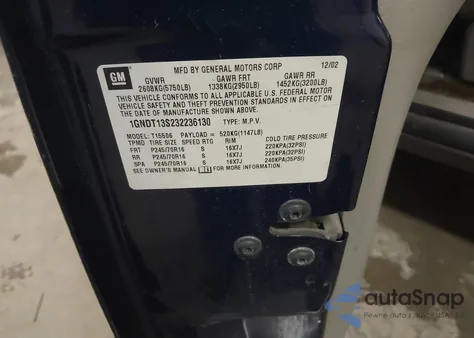 GM
MFD BY GENERAL MOTORS CORP 12/02
GVWR GAWR FRT GAWR RR
2608KG(5750LB) 1338KG(2950LB) 1452KG(3200LB)
THIS VEHICLE CONFORMS TO ALL APPLICABLE U.S. FEDERAL MOTOR
VEHICLE SAFETY AND THEFT PREVENTION STANDARDS IN EFFECT ON
THE DATE OF MANUFACTURE SHOWN ABOVE.
1GNDT13S232236130 TYPE: M.P.V.
MODEL: T15506 PAYLOAD = 520KG(1147LB)
TPMD TIRE SIZE SPEED RTG RIM COLD TIRE PRESSURE
FRT P245/70R16 S 16X7J 220KPA(32PSI)
RR P245/70R16 S 16X7J 220KPA(32PSI)
SPA P245/70R16 S 16X7J 240KPA(35PSI)
SEE OWNER'S MANUAL FOR MORE INFORMATION.
autaSnap
Pewne auta z